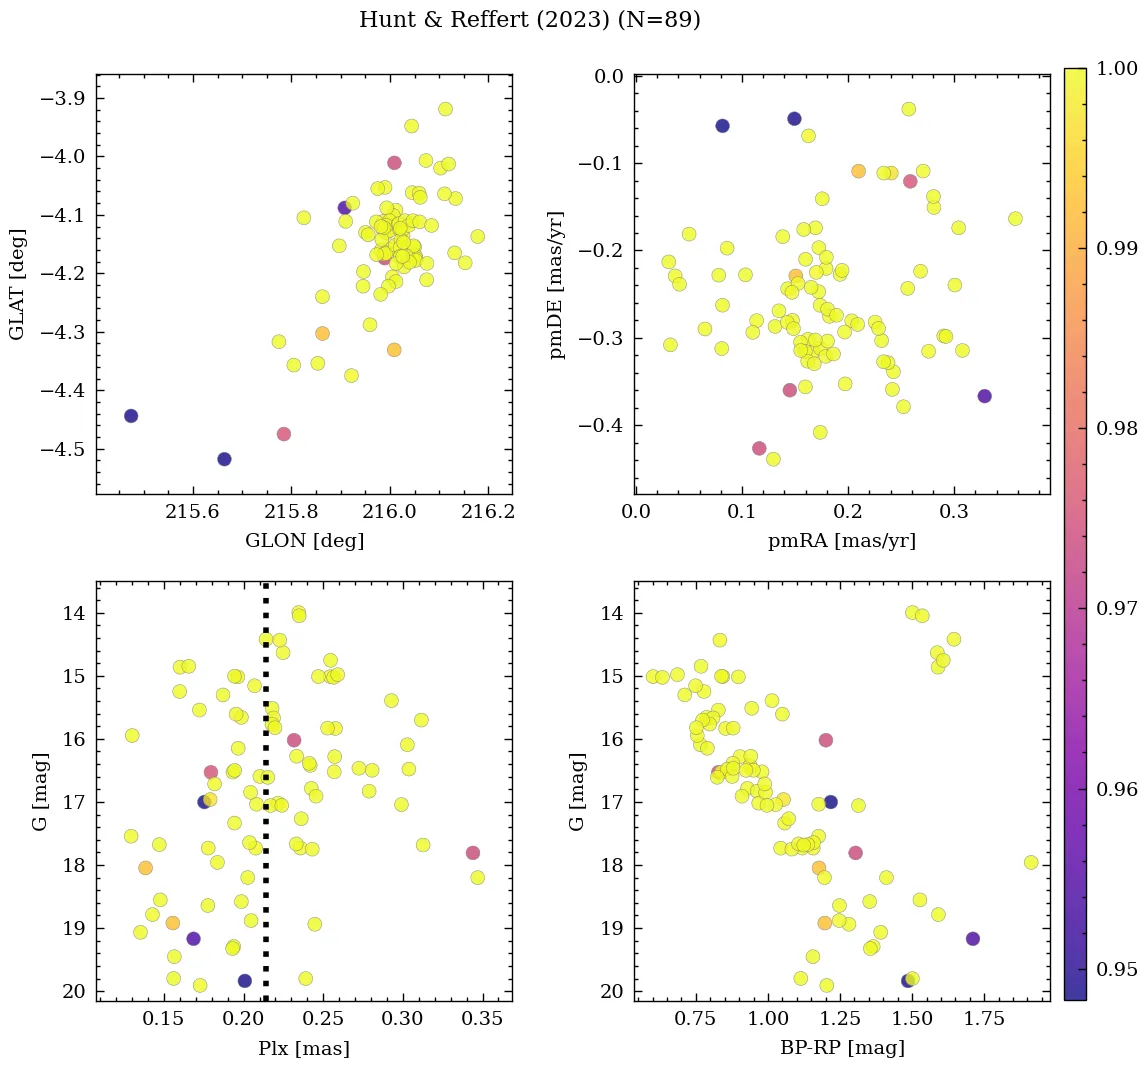 Hunt & Reffert (2023) (N=89)
−3.9
−4.0
−4.1
−4.2
−4.3
−4.4
−4.5
GLAT [deg]
215.6 215.8 216.0 216.2
GLON [deg]
0.0
−0.1
−0.2
−0.3
−0.4
pmDE [mas/yr]
0.0 0.1 0.2 0.3
pmRA [mas/yr]
14
15
16
17
18
19
20
G [mag]
0.15 0.20 0.25 0.30 0.35
Plx [mas]
14
15
16
17
18
19
20
G [mag]
0.75 1.00 1.25 1.50 1.75
BP-RP [mag]
1.00
0.99
0.98
0.97
0.96
0.95